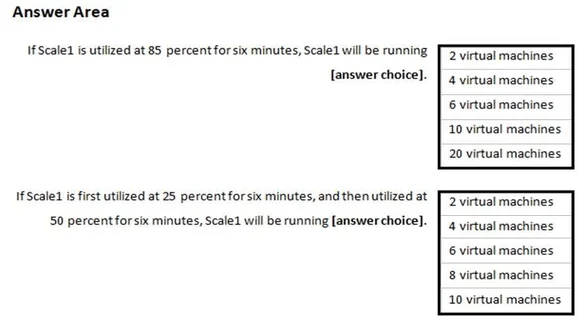 Answer Area
If Scale1 is utilized at 85 percent for six minutes, Scale1 will be running
[answer choice].
2 virtual machines
4 virtual machines
6 virtual machines
10 virtual machines
20 virtual machines
If Scale1 is first utilized at 25 percent for six minutes, and then utilized at
50 percent for six minutes, Scale1 will be running [answer choice].
2 virtual machines
4 virtual machines
6 virtual machines
8 virtual machines
10 virtual machines